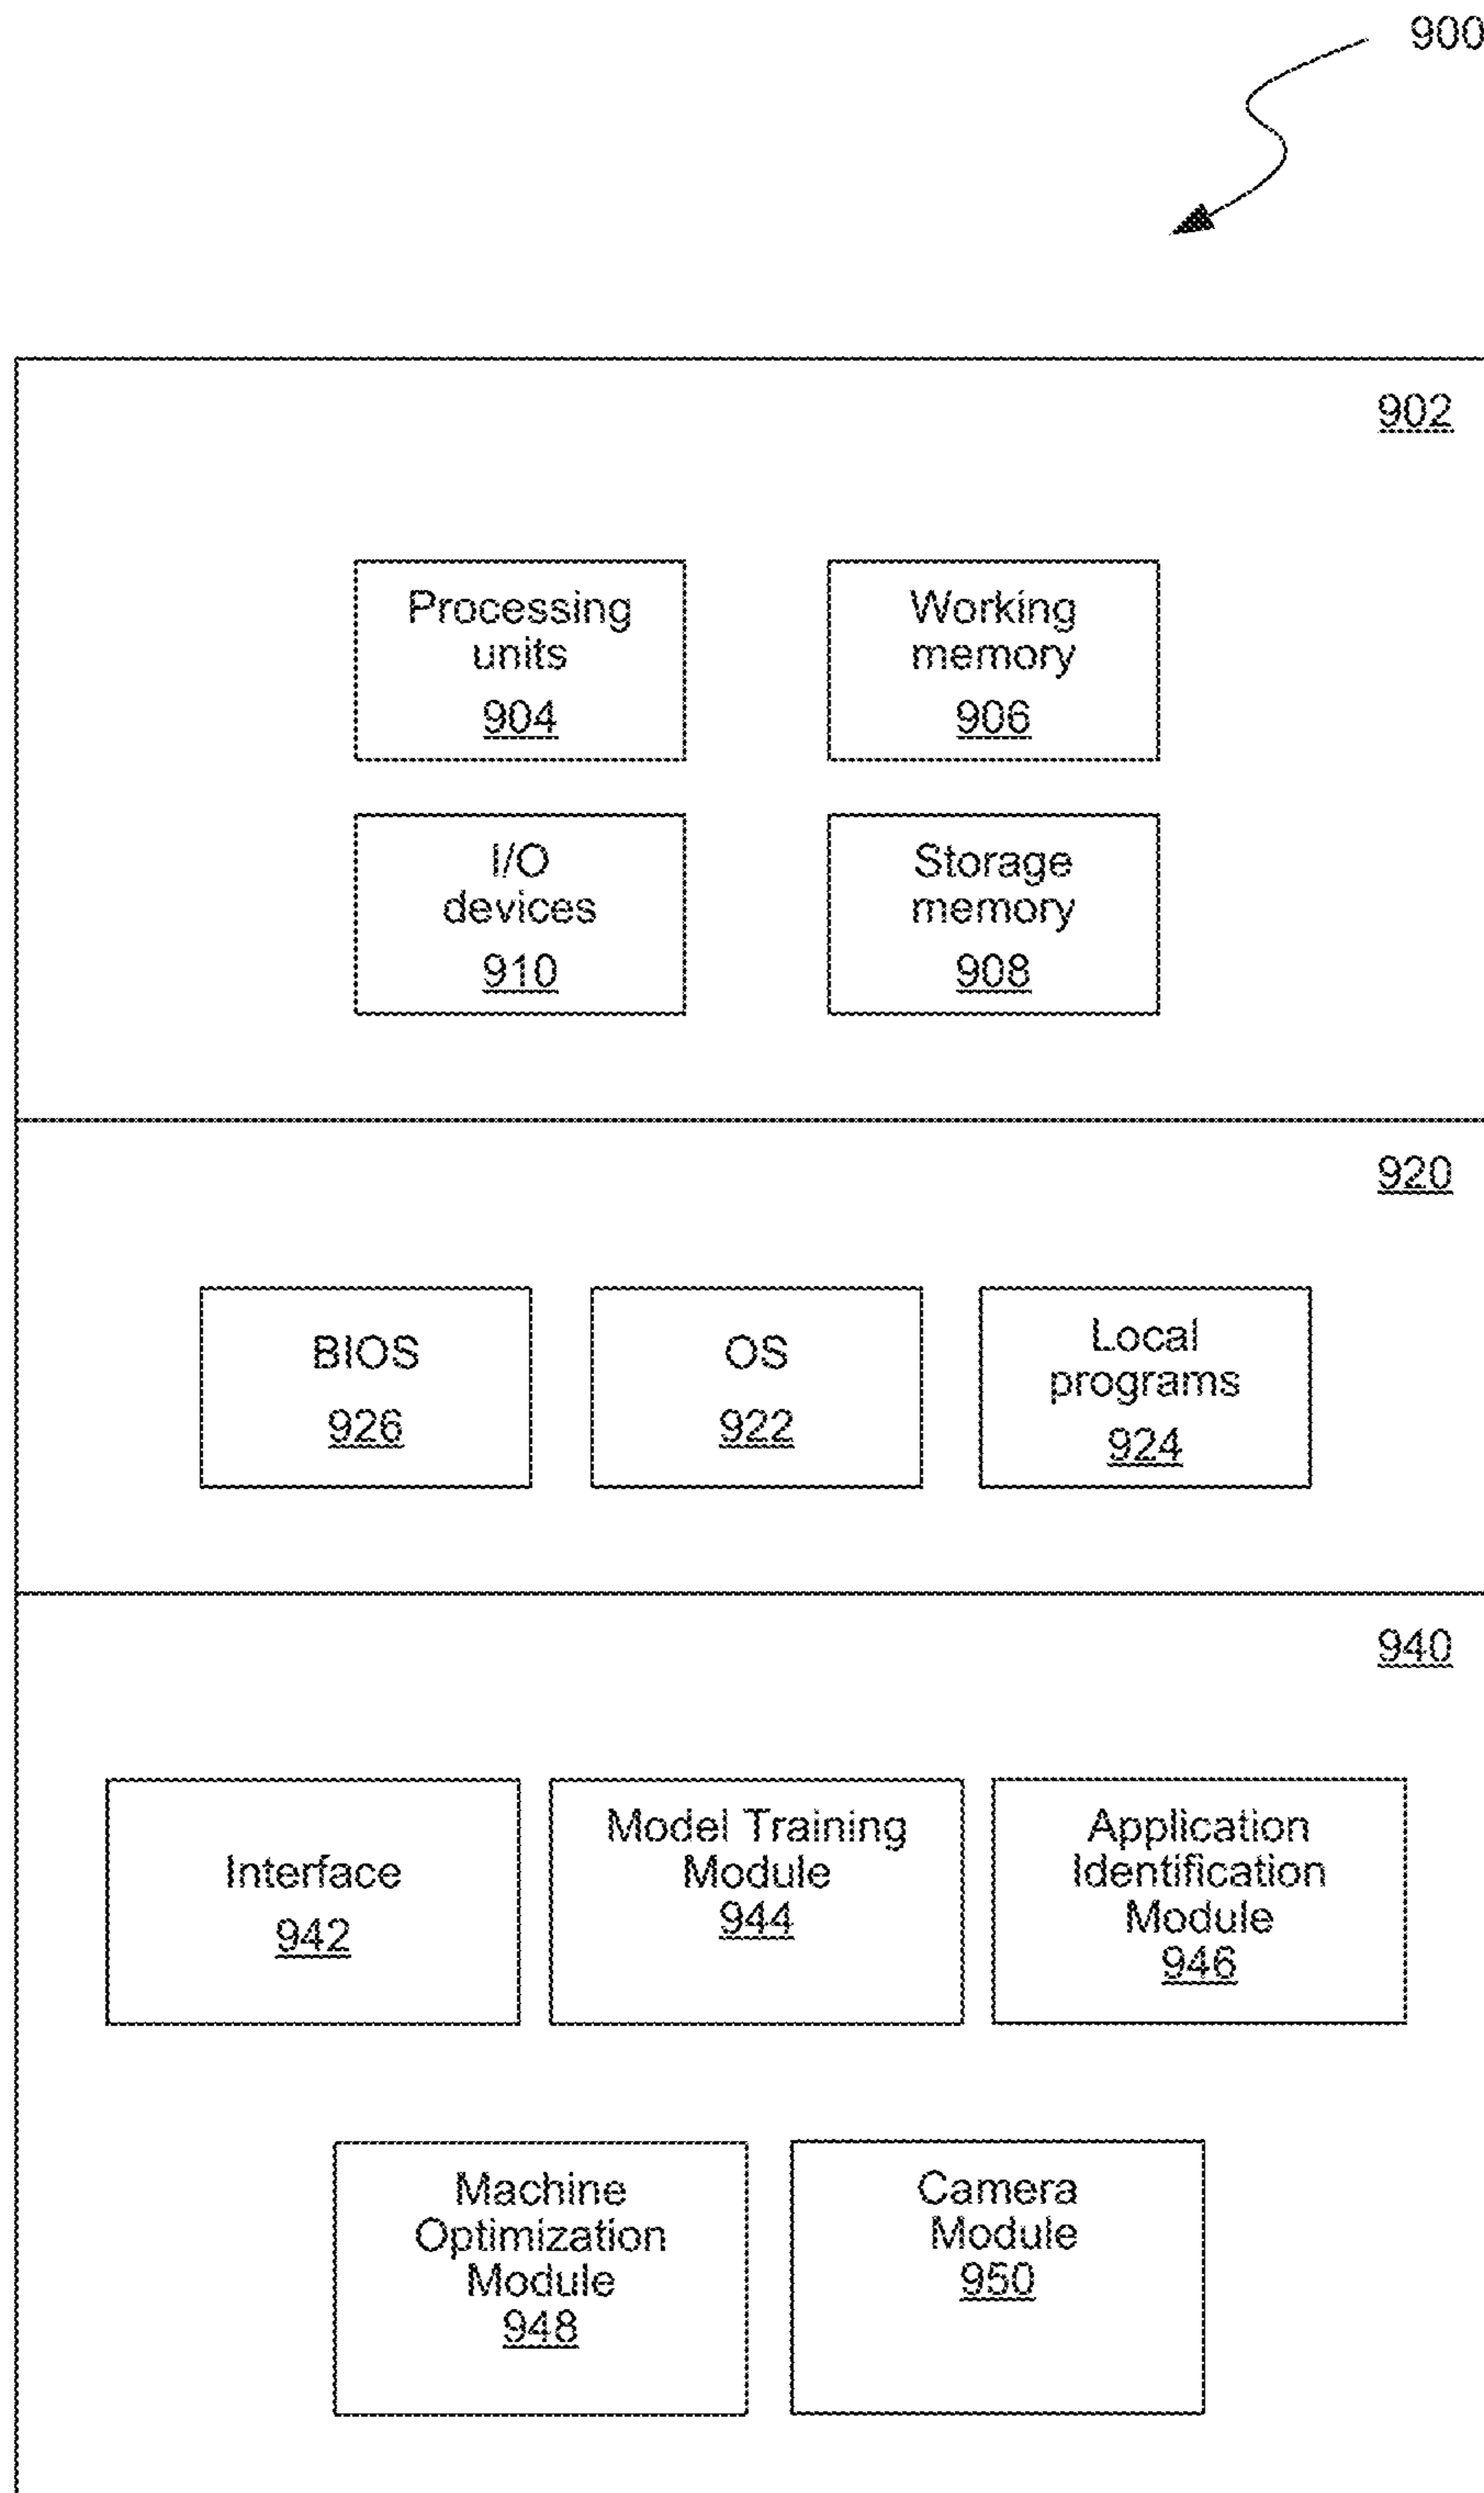 900
902
Processing
units
904
Working
memory
906
I/O
devices
910
Storage
memory
908
920
BIOS
926
OS
922
Local
programs
924
940
Interface
942
Model Training
Module
944
Application
Identification
Module
946
Machine
Optimization
Module
948
Camera
Module
950